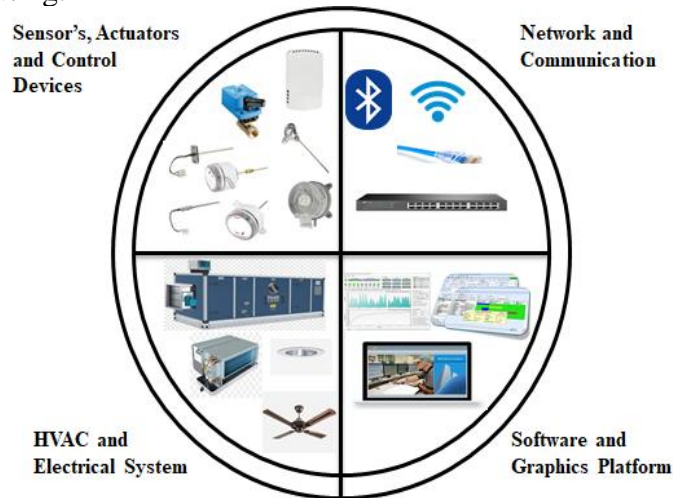 Sensor's, Actuators
and Control
Devices
Network and
Communication
HVAC and
Electrical System
Software and
Graphics Platform